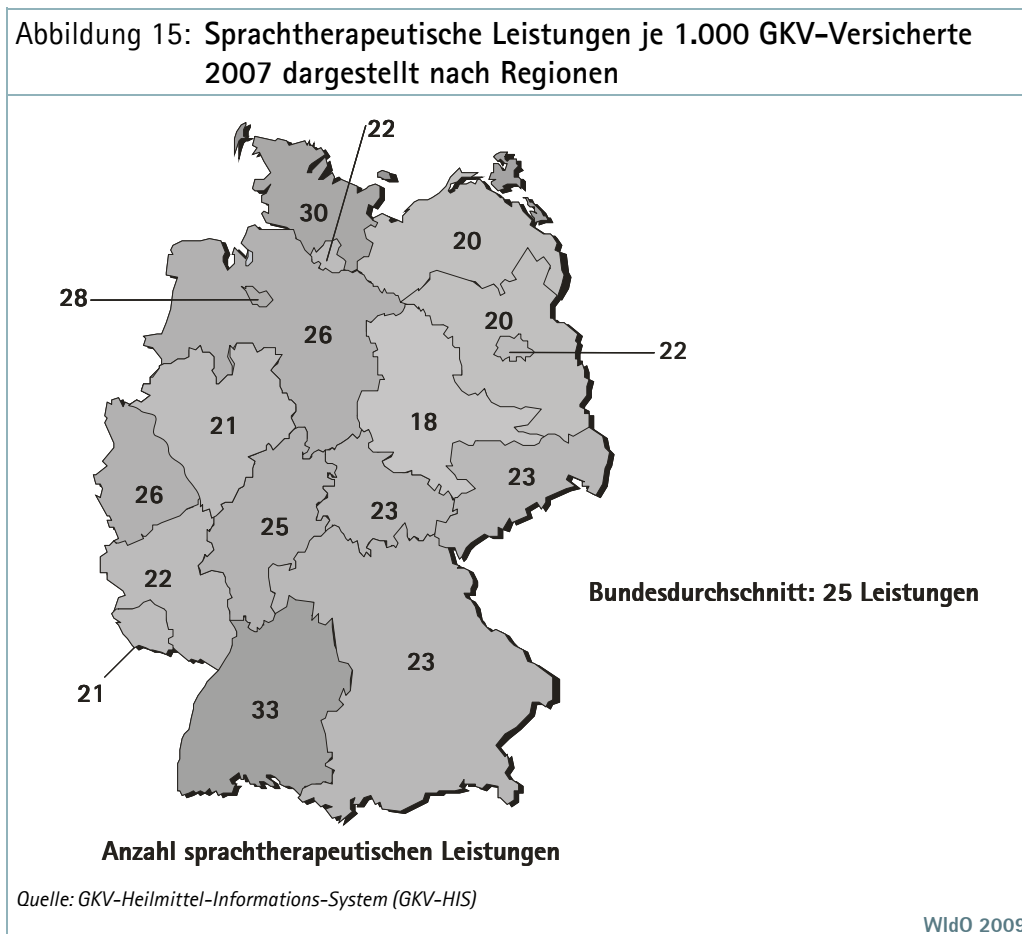 Abbildung 15: Sprachtherapeutische Leistungen je 1.000 GKV-Versicherte
2007 dargestellt nach Regionen
22
30
20
28
26
20
22
21
18
26
23
25
23
22
Bundesdurchschnitt: 25 Leistungen
23
21
33
Anzahl sprachtherapeutischen Leistungen
Quelle: GKV-Heilmittel-Informations-System (GKV-HIS)
WIdO 2009